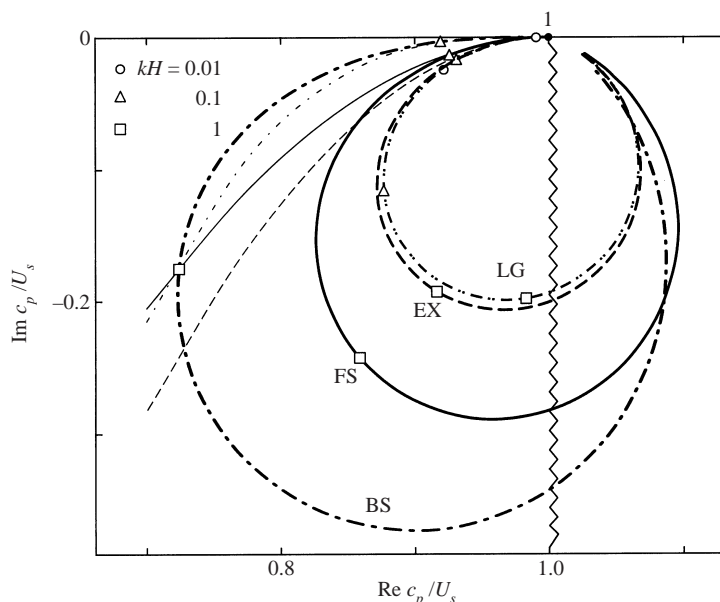 1
0
kH = 0.01
0.1
1
LG
–0.2
EX
FS
BS
Im c_p/U_s
0.8
1.0
Re c_p/U_s